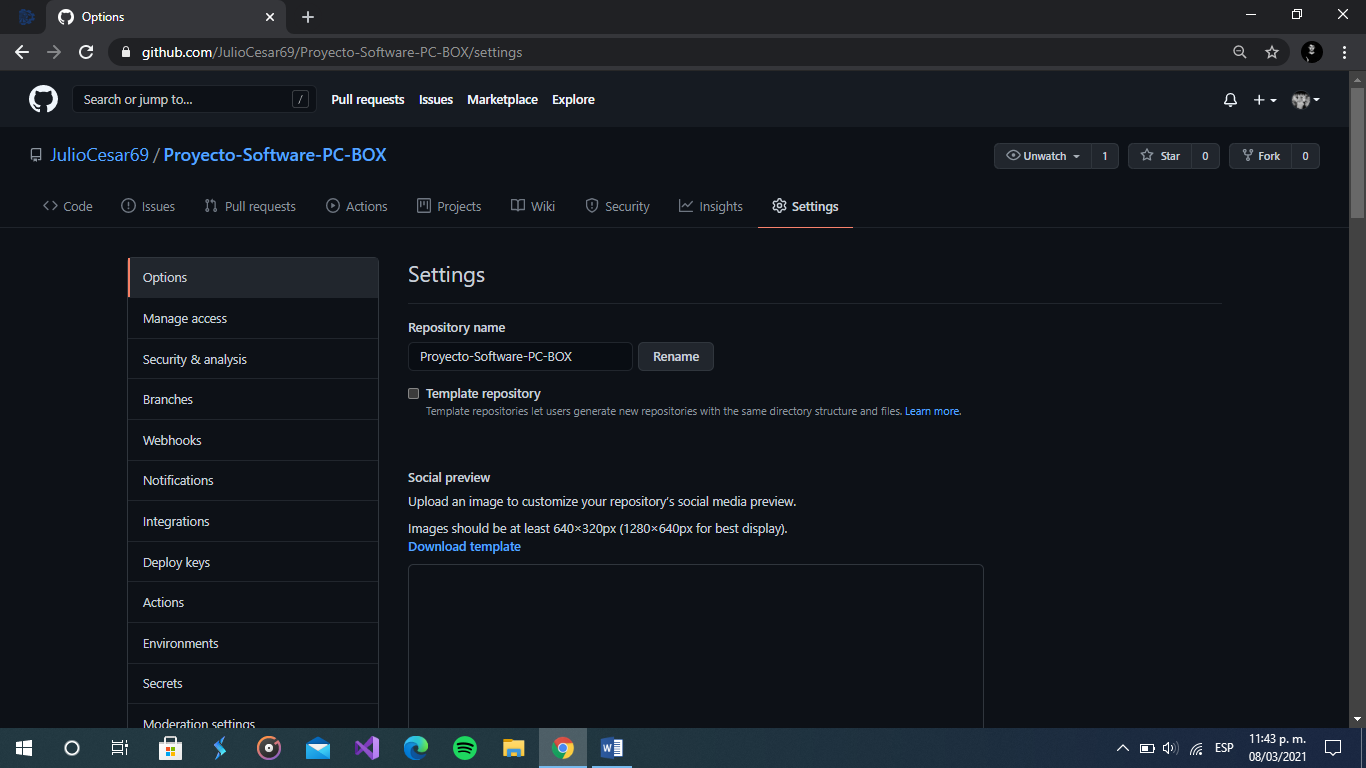 Options
github.com/JulioCesar69/Proyecto-Software-PC-BOX/settings
Search or jump to... /
Pull requests Issues Marketplace Explore
JulioCesar69 / Proyecto-Software-PC-BOX
Unwatch 1 Star 0 Fork 0
Code Issues Pull requests Actions Projects Wiki Security Insights Settings
Options
Manage access
Security & analysis
Branches
Webhooks
Notifications
Integrations
Deploy keys
Actions
Environments
Secrets
Moderation settings
Settings
Repository name
Proyecto-Software-PC-BOX Rename
Template repository
Template repositories let users generate new repositories with the same directory structure and files. Learn more.
Social preview
Upload an image to customize your repository's social media preview.
Images should be at least 640×320px (1280×640px for best display).
Download template
ESP
11:43 p. m.
08/03/2021